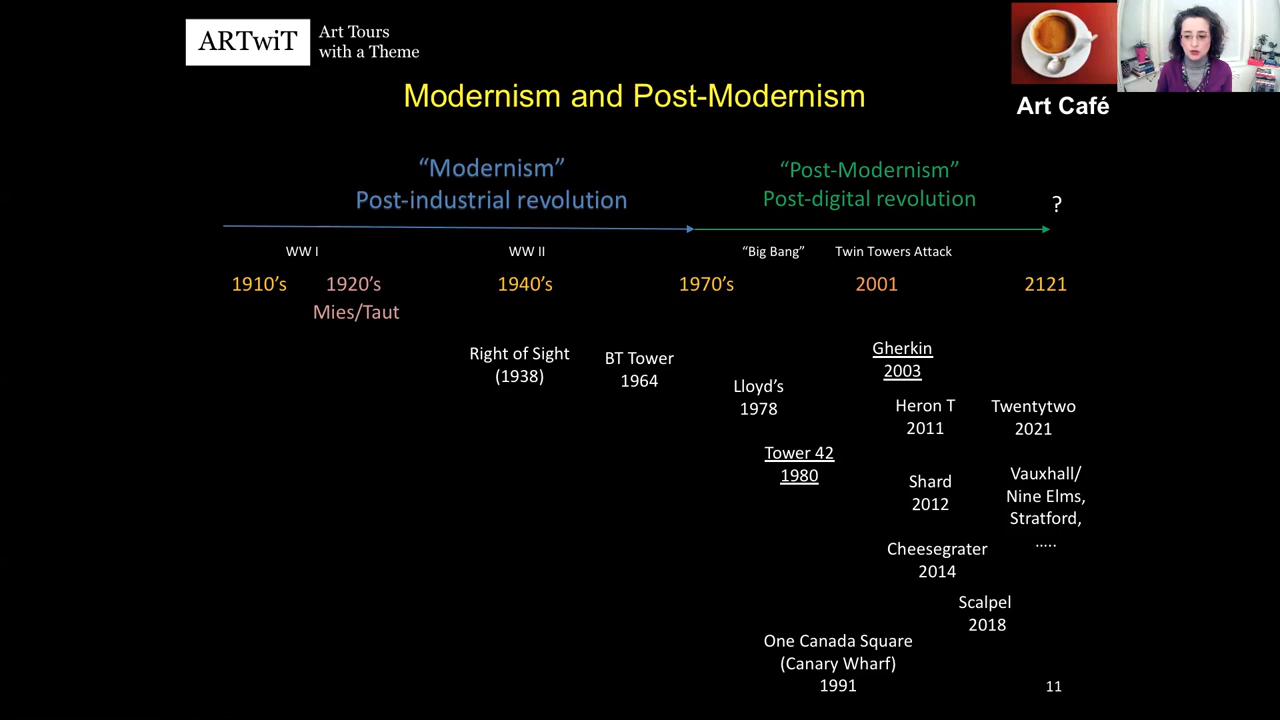 ARTwiT
Art Tours
with a Theme
Modernism and Post-Modernism
Art Café
“Modernism”
Post-industrial revolution
“Post-Modernism”
Post-digital revolution
?
WW I
WW II
“Big Bang”
Twin Towers Attack
1910’s
1920’s
1940’s
1970’s
2001
2121
Mies/Taut
Right of Sight
(1938)
BT Tower
1964
Lloyd’s
1978
Tower 42
1980
Gherkin
2003
Heron T
2011
Twentytwo
2021
Shard
2012
Vauxhall/
Nine Elms,
Stratford,
.....
Cheesegrater
2014
Scalpel
2018
One Canada Square
(Canary Wharf)
1991
11